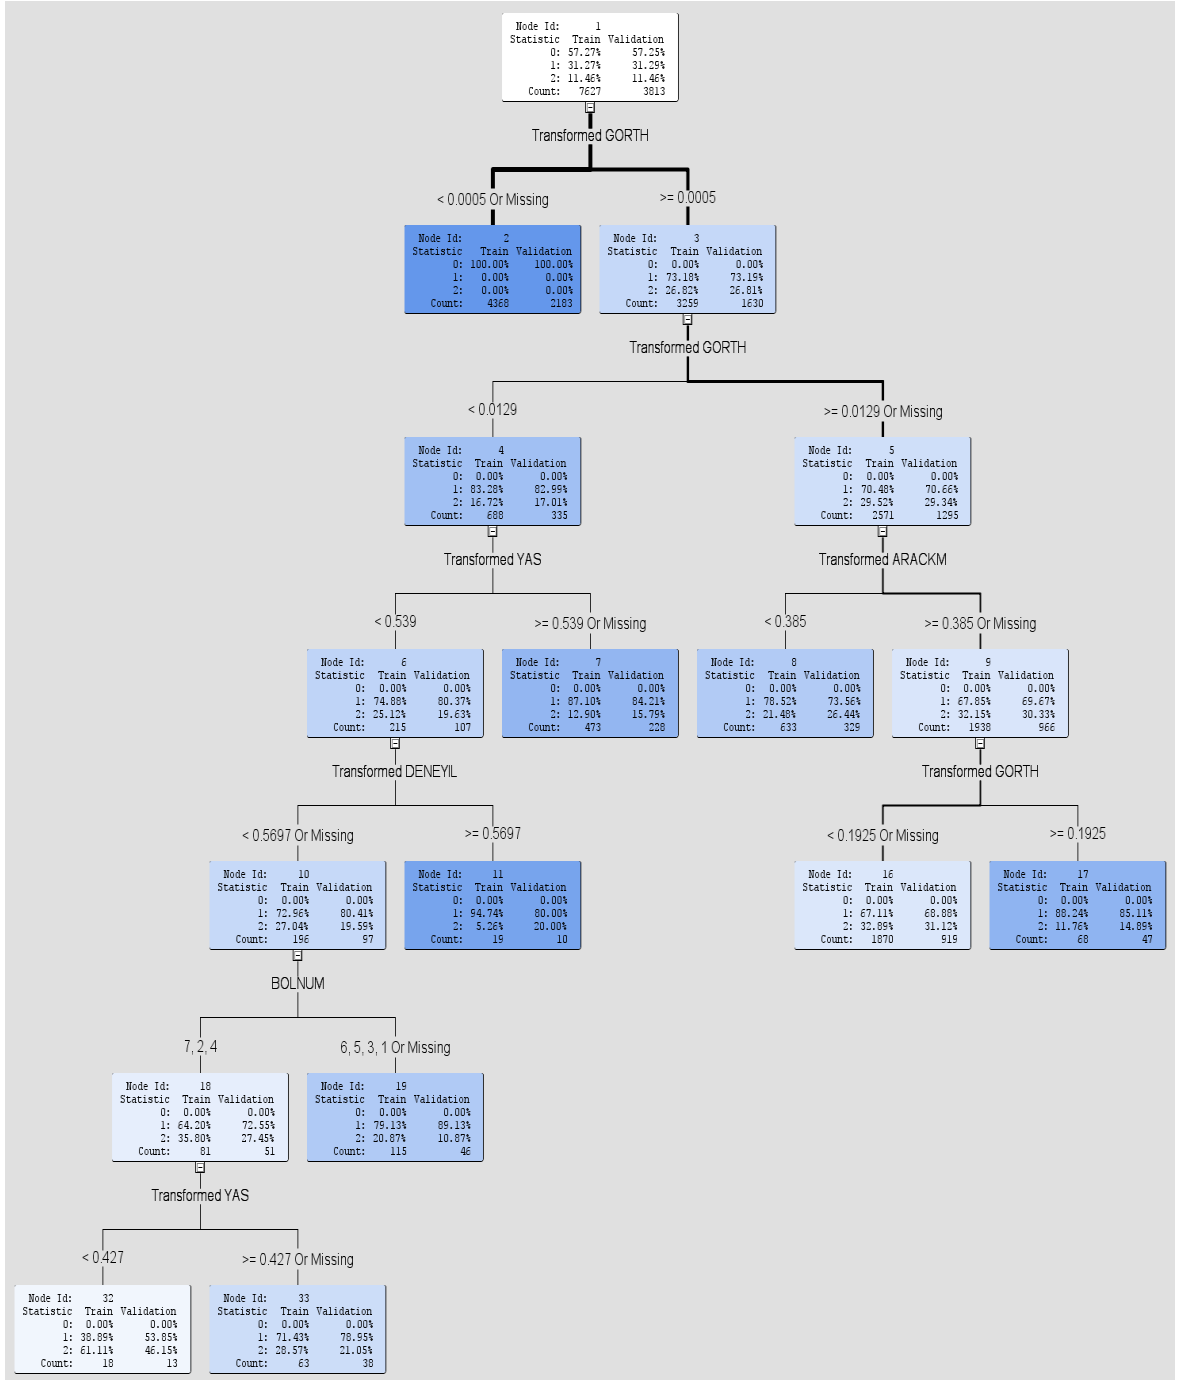 Node Id: 1
Statistic Train Validation
0: 57.27% 57.25%
1: 31.27% 31.29%
2: 11.46% 11.46%
Count: 7627 3813
Transformed GORTH
< 0.0005 Or Missing
>= 0.0005
Node Id: 2
Statistic Train Validation
0: 100.00% 100.00%
1: 0.00% 0.00%
2: 0.00% 0.00%
Count: 4368 2183
Node Id: 3
Statistic Train Validation
0: 0.00% 0.00%
1: 73.18% 73.19%
2: 26.82% 26.81%
Count: 3259 1630
Transformed GORTH
< 0.0129
>= 0.0129 Or Missing
Node Id: 4
Statistic Train Validation
0: 0.00% 0.00%
1: 83.28% 82.99%
2: 16.72% 17.01%
Count: 688 335
Node Id: 5
Statistic Train Validation
0: 0.00% 0.00%
1: 70.48% 70.66%
2: 29.52% 29.34%
Count: 2571 1295
Transformed YAS
Transformed ARACKM
< 0.539
>= 0.539 Or Missing
< 0.385
>= 0.385 Or Missing
Node Id: 6
Statistic Train Validation
0: 0.00% 0.00%
1: 74.88% 80.37%
2: 25.12% 19.63%
Count: 215 107
Node Id: 7
Statistic Train Validation
0: 0.00% 0.00%
1: 87.10% 84.21%
2: 12.90% 15.79%
Count: 473 228
Node Id: 8
Statistic Train Validation
0: 0.00% 0.00%
1: 78.52% 73.56%
2: 21.48% 26.44%
Count: 633 329
Node Id: 9
Statistic Train Validation
0: 0.00% 0.00%
1: 67.85% 69.67%
2: 32.15% 30.33%
Count: 1938 966
Transformed DENEYIL
Transformed GORTH
< 0.5697 Or Missing
>= 0.5697
< 0.1925 Or Missing
>= 0.1925
Node Id: 10
Statistic Train Validation
0: 0.00% 0.00%
1: 72.96% 80.41%
2: 27.04% 19.59%
Count: 196 97
Node Id: 11
Statistic Train Validation
0: 0.00% 0.00%
1: 94.74% 80.00%
2: 5.26% 20.00%
Count: 19 10
Node Id: 16
Statistic Train Validation
0: 0.00% 0.00%
1: 67.11% 68.88%
2: 32.89% 31.12%
Count: 1870 919
Node Id: 17
Statistic Train Validation
0: 0.00% 0.00%
1: 88.24% 85.11%
2: 11.76% 14.89%
Count: 68 47
BOLNUM
7, 2, 4
6, 5, 3, 1 Or Missing
Node Id: 18
Statistic Train Validation
0: 0.00% 0.00%
1: 64.20% 72.55%
2: 35.80% 27.45%
Count: 81 51
Node Id: 19
Statistic Train Validation
0: 0.00% 0.00%
1: 79.13% 89.13%
2: 20.87% 10.87%
Count: 115 46
Transformed YAS
< 0.427
>= 0.427 Or Missing
Node Id: 32
Statistic Train Validation
0: 0.00% 0.00%
1: 38.89% 53.85%
2: 61.11% 46.15%
Count: 18 13
Node Id: 33
Statistic Train Validation
0: 0.00% 0.00%
1: 71.43% 78.95%
2: 28.57% 21.05%
Count: 63 38